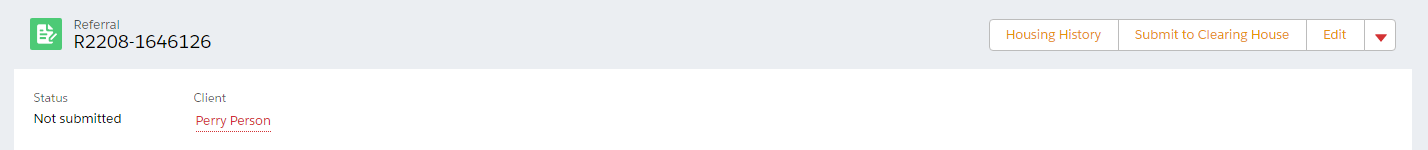 Referral
R2208-1646126
Housing History
Submit to Clearing House
Edit
Status
Client
Not submitted
Perry Person